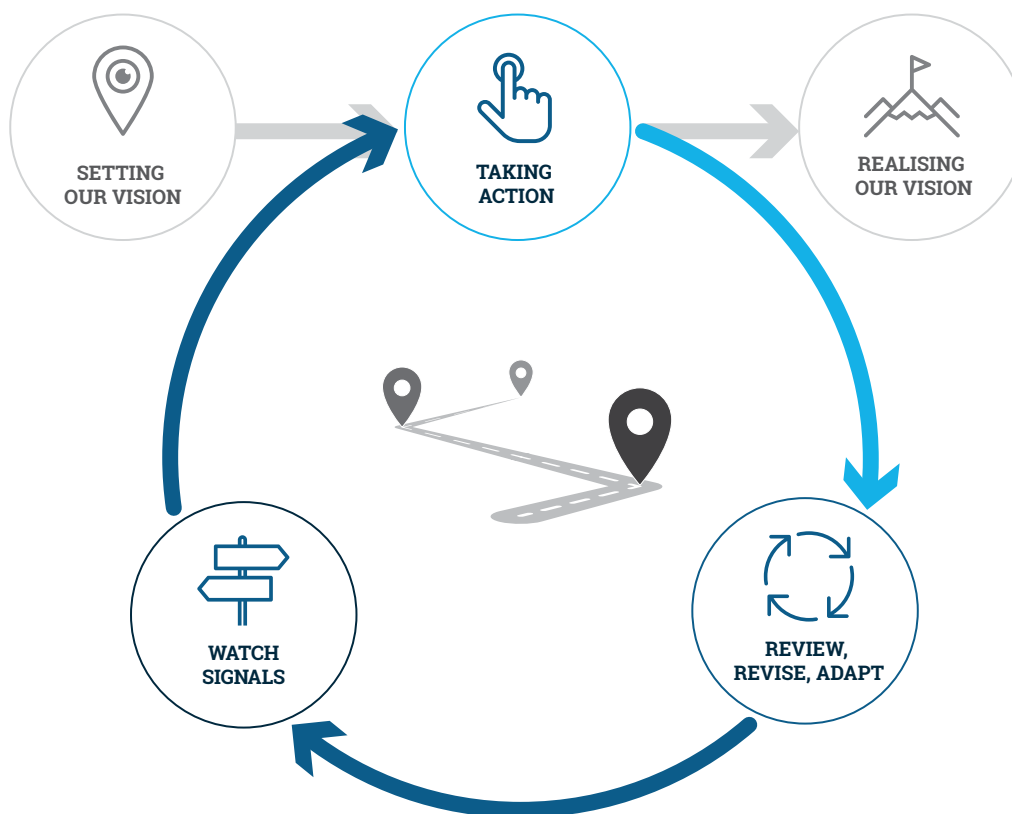 SETTING
OUR VISION
TAKING
ACTION
REALISING
OUR VISION
WATCH
SIGNALS
REVIEW,
REVISE, ADAPT